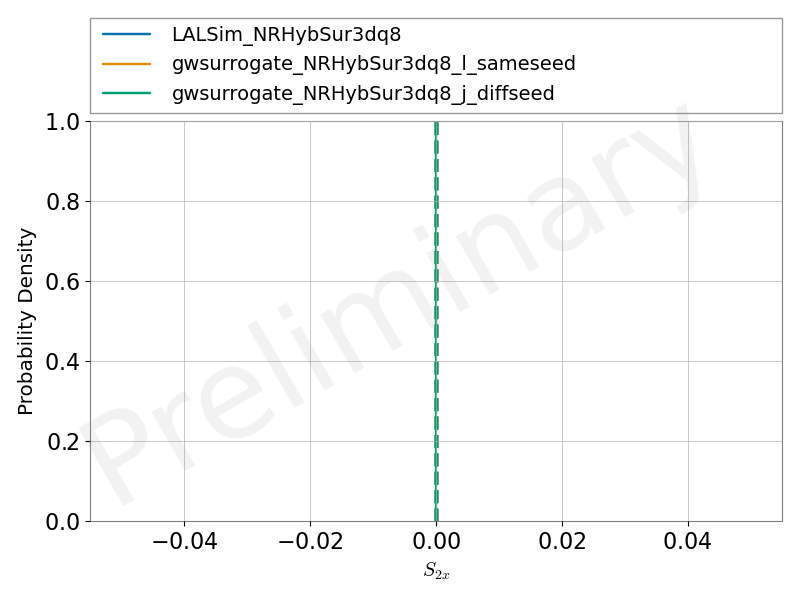 LALSim_NRHybSur3dq8
gwsurrogate_NRHybSur3dq8_l_sameseed
gwsurrogate_NRHybSur3dq8_j_diffseed
1.0
0.8
0.6
0.4
0.2
0.0
Probability Density
Preliminary
−0.04 −0.02 0.00 0.02 0.04
S₂ₓ